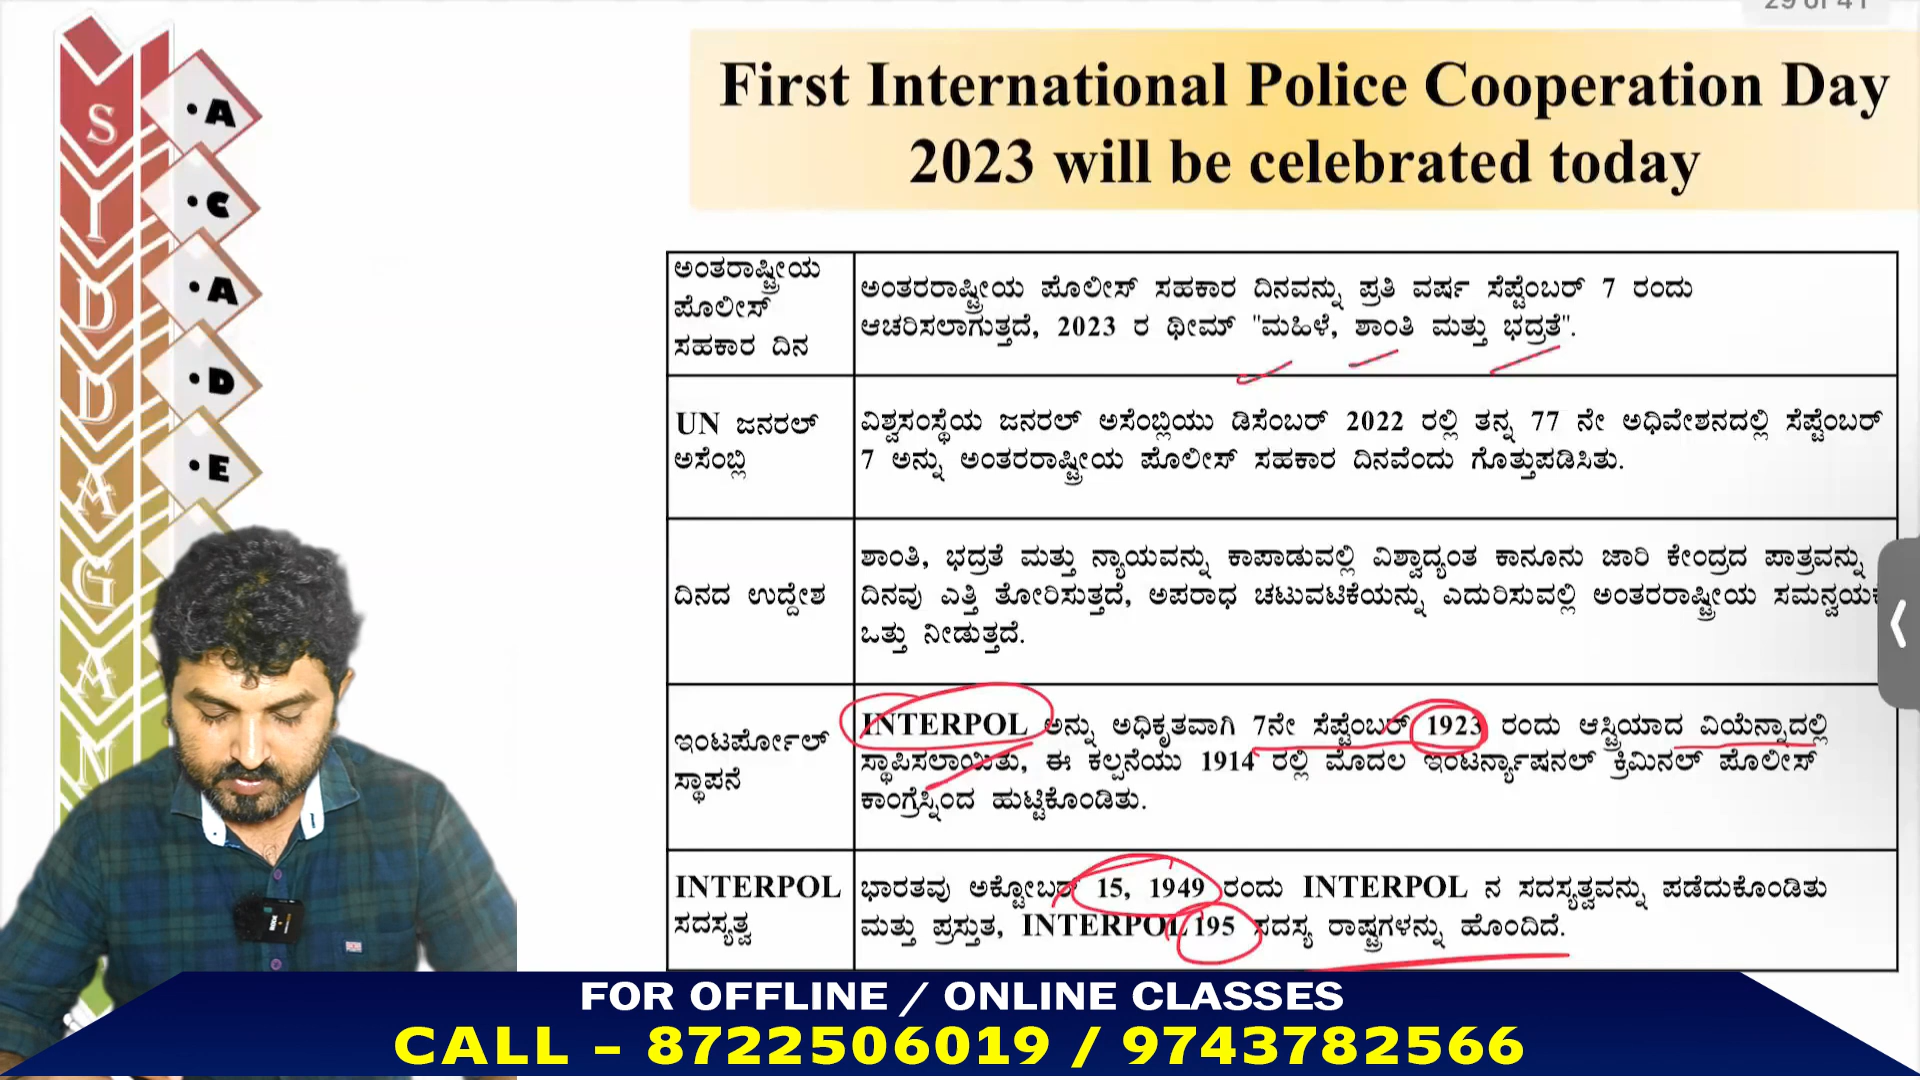 29 of 41
First International Police Cooperation Day
2023 will be celebrated today
S
Y
D
D
A
G
A
N
• A
• C
• A
• D
• E
ಅಂತರಾಷ್ಟ್ರೀಯ
ಪೊಲೀಸ್
ಸಹಕಾರ ದಿನ
ಅಂತರರಾಷ್ಟ್ರೀಯ ಪೊಲೀಸ್ ಸಹಕಾರ ದಿನವನ್ನು ಪ್ರತಿ ವರ್ಷ ಸೆಪ್ಟೆಂಬರ್ 7 ರಂದು
ಆಚರಿಸಲಾಗುತ್ತದೆ, 2023 ರ ಥೀಮ್ "ಮಹಿಳೆ, ಶಾಂತಿ ಮತ್ತು ಭದ್ರತೆ".
UN ಜನರಲ್
ಅಸೆಂಬ್ಲಿ
ವಿಶ್ವಸಂಸ್ಥೆಯ ಜನರಲ್ ಅಸೆಂಬ್ಲಿಯು ಡಿಸೆಂಬರ್ 2022 ರಲ್ಲಿ ತನ್ನ 77 ನೇ ಅಧಿವೇಶನದಲ್ಲಿ ಸೆಪ್ಟೆಂಬರ್
7 ಅನ್ನು ಅಂತರರಾಷ್ಟ್ರೀಯ ಪೊಲೀಸ್ ಸಹಕಾರ ದಿನವೆಂದು ಗೊತ್ತುಪಡಿಸಿತು.
ದಿನದ ಉದ್ದೇಶ
ಶಾಂತಿ, ಭದ್ರತೆ ಮತ್ತು ನ್ಯಾಯವನ್ನು ಕಾಪಾಡುವಲ್ಲಿ ವಿಶ್ವಾದ್ಯಂತ ಕಾನೂನು ಜಾರಿ ಕೇಂದ್ರದ ಪಾತ್ರವನ್ನು
ದಿನವು ಎತ್ತಿ ತೋರಿಸುತ್ತದೆ, ಅಪರಾಧ ಚಟುವಟಿಕೆಯನ್ನು ಎದುರಿಸುವಲ್ಲಿ ಅಂತರರಾಷ್ಟ್ರೀಯ
ಒತ್ತು ನೀಡುತ್ತದೆ.
ಇಂಟರ್ಪೋಲ್
ಸ್ಥಾಪನೆ
INTERPOL ಅನ್ನು ಅಧಿಕೃತವಾಗಿ 7ನೇ ಸೆಪ್ಟೆಂಬರ್ 1923 ರಂದು ಆಸ್ಟ್ರಿಯಾದ ವಿಯೆನ್ನಾದಲ್ಲಿ
ಸ್ಥಾಪಿಸಲಾಯಿತು, ಈ ಕಲ್ಪನೆಯು 1914 ರಲ್ಲಿ ಮೊದಲ ಇಂಟರ್ನ್ಯಾಷನಲ್ ಕ್ರಿಮಿನಲ್ ಪೊಲೀಸ್
ಕಾಂಗ್ರೆಸ್ನಿಂದ ಹುಟ್ಟಿಕೊಂಡಿತು.
INTERPOL
ಸದಸ್ಯತ್ವ
ಭಾರತವು ಅಕ್ಟೋಬರ್ 15, 1949 ರಂದು INTERPOL ನ ಸದಸ್ಯತ್ವವನ್ನು ಪಡೆದುಕೊಂಡಿತು
ಮತ್ತು ಪ್ರಸ್ತುತ, INTERPOL 195 ಸದಸ್ಯ ರಾಷ್ಟ್ರಗಳನ್ನು ಹೊಂದಿದೆ.
FOR OFFLINE / ONLINE CLASSES
CALL – 8722506019 / 9743782566